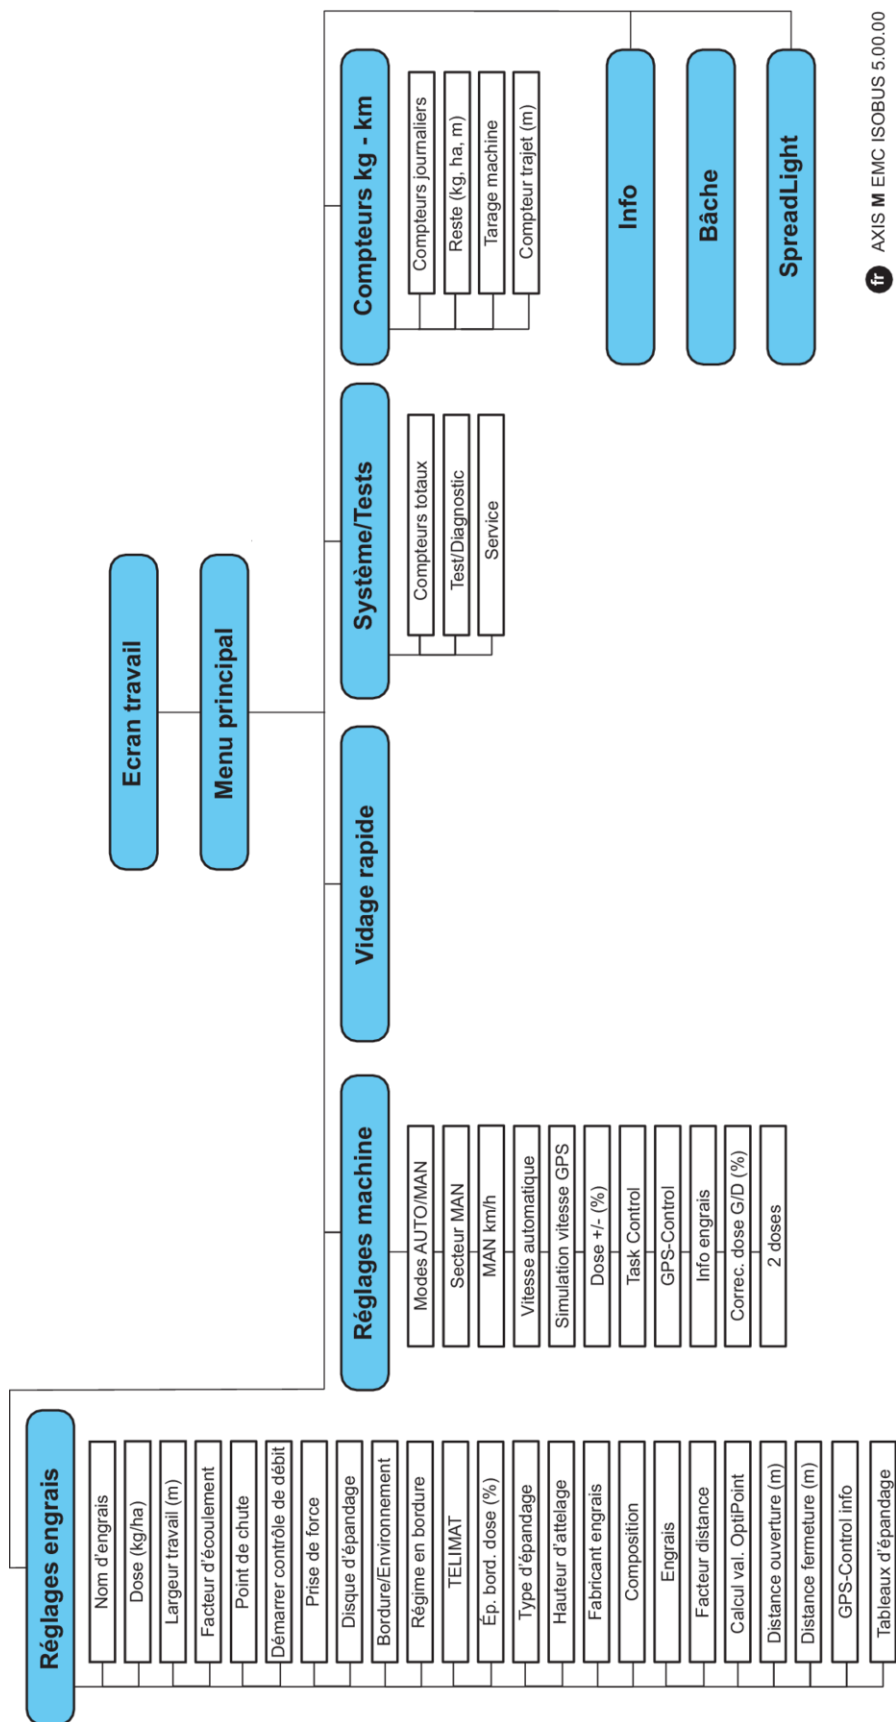 Ecran travail
Menu principal
Réglages engrais
Nom d'engrais
Dose (kg/ha)
Largeur travail (m)
Facteur d'écoulement
Point de chute
Démarrer contrôle de débit
Prise de force
Disque d'épandage
Bordure/Environnement
Régime en bordure
TELIMAT
Ép. bord. dose (%)
Type d'épandage
Hauteur d'attelage
Fabricant engrais
Composition
Engrais
Facteur distance
Calcul val. OptiPoint
Distance ouverture (m)
Distance fermeture (m)
GPS-Control info
Tableaux d'épandage
Réglages machine
Modes AUTO/MAN
Secteur MAN
MAN km/h
Vitesse automatique
Simulation vitesse GPS
Dose +/- (%)
Task Control
GPS-Control
Info engrais
Correc. dose G/D (%)
2 doses
Vidage rapide
Système/Tests
Compteurs totaux
Test/Diagnostic
Service
Compteurs kg - km
Compteurs journaliers
Reste (kg, ha, m)
Tarage machine
Compteur trajet (m)
Info
Bâche
SpreadLight
fr AXIS M EMC ISOBUS 5.00.00